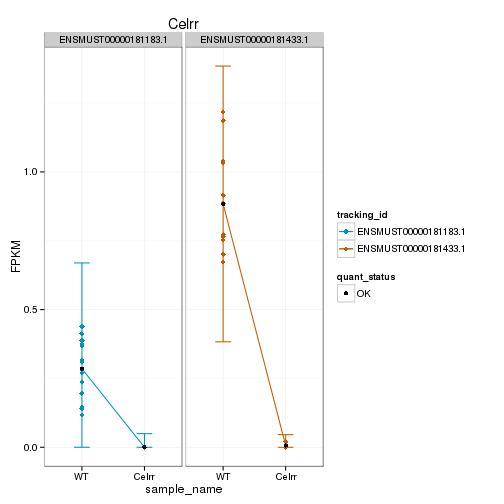 Celrr
ENSMUST00000181183.1 ENSMUST00000181433.1
1.0
0.5
0.0
FPKM
WT Celrr WT Celrr
sample_name
tracking_id
ENSMUST00000181183.1
ENSMUST00000181433.1
quant_status
OK